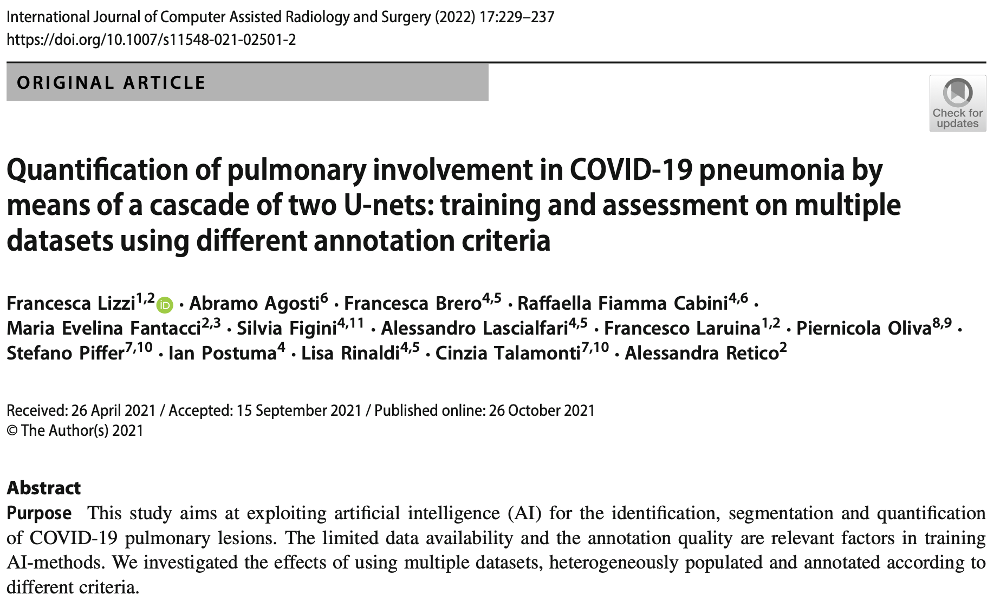 International Journal of Computer Assisted Radiology and Surgery (2022) 17:229–237
https://doi.org/10.1007/s11548-021-02501-2
ORIGINAL ARTICLE
Check for
updates
Quantification of pulmonary involvement in COVID-19 pneumonia by
means of a cascade of two U-nets: training and assessment on multiple
datasets using different annotation criteria
Francesca Lizzi1,2 iD · Abramo Agosti6 · Francesca Brero4,5 · Raffaella Fiamma Cabini4,6 ·
Maria Evelina Fantacci2,3 · Silvia Figini4,11 · Alessandro Lascialfari4,5 · Francesco Laruina1,2 · Piernicola Oliva8,9 ·
Stefano Piffer7,10 · Ian Postuma4 · Lisa Rinaldi4,5 · Cinzia Talamonti7,10 · Alessandra Retico2
Received: 26 April 2021 / Accepted: 15 September 2021 / Published online: 26 October 2021
© The Author(s) 2021
Abstract
Purpose This study aims at exploiting artificial intelligence (AI) for the identification, segmentation and quantification
of COVID-19 pulmonary lesions. The limited data availability and the annotation quality are relevant factors in training
AI-methods. We investigated the effects of using multiple datasets, heterogeneously populated and annotated according to
different criteria.